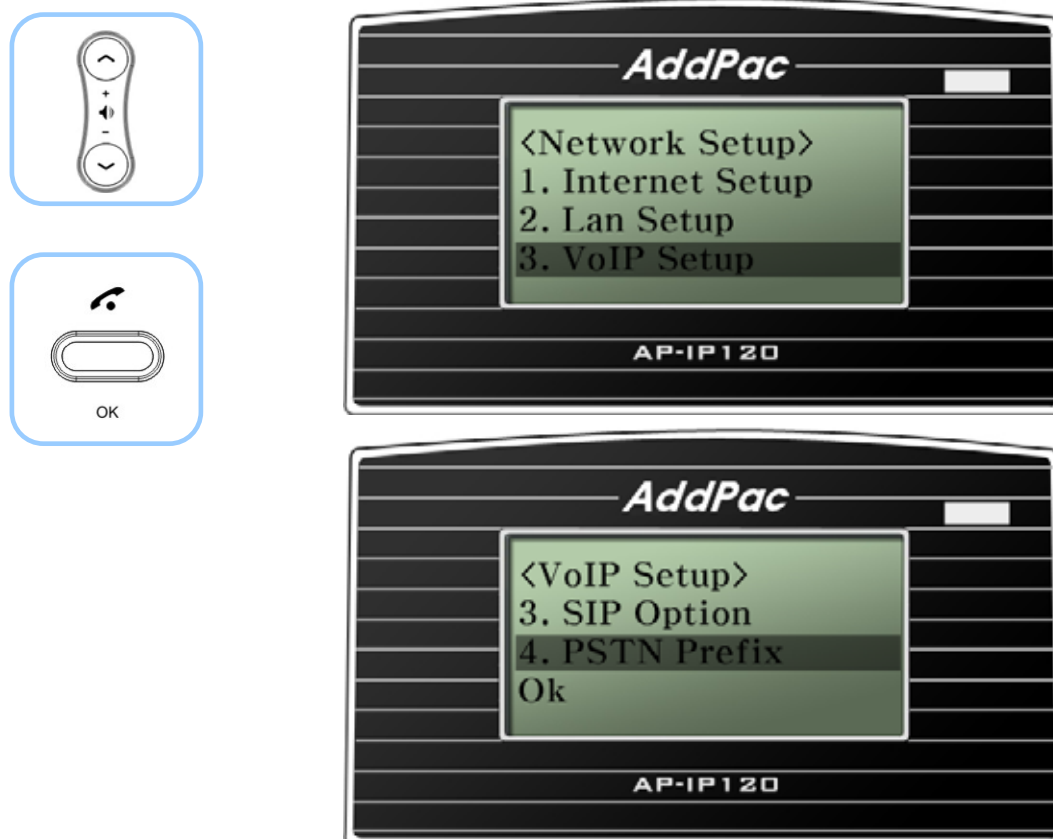 +
-
OK
AddPac
<Network Setup>
1. Internet Setup
2. Lan Setup
3. VoIP Setup
AP-IP120
AddPac
<VoIP Setup>
3. SIP Option
4. PSTN Prefix
Ok
AP-IP120